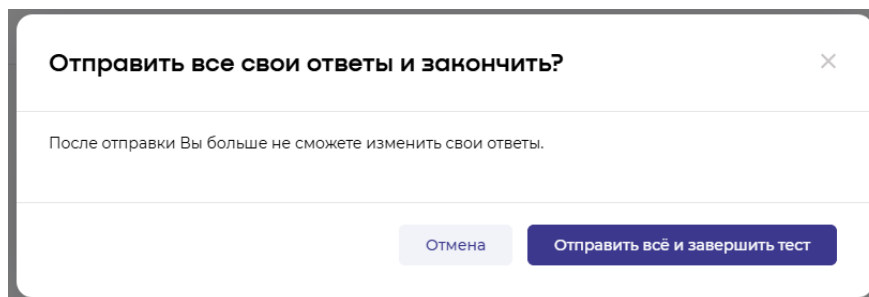 Отправить все свои ответы и закончить?
После отправки Вы больше не сможете изменить свои ответы.
Отмена
Отправить всё и завершить тест